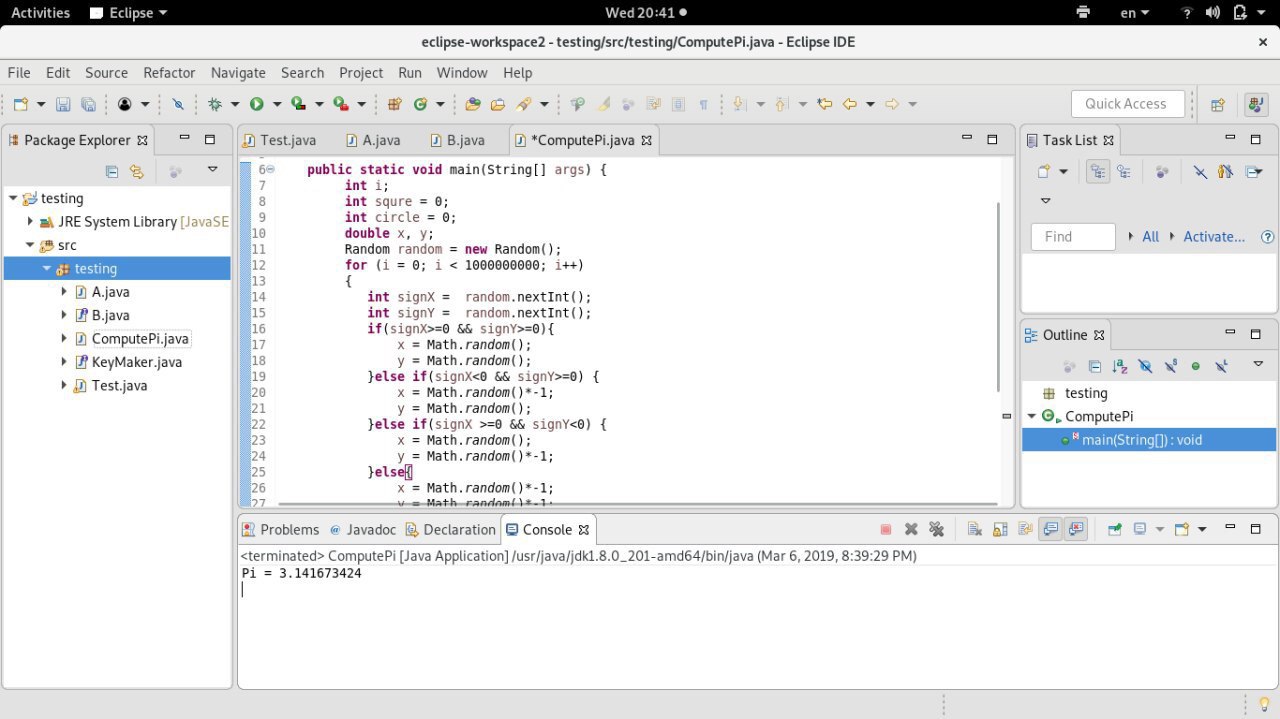 Activities Eclipse Wed 20:41 en
eclipse-workspace2 - testing/src/testing/ComputePi.java - Eclipse IDE
File Edit Source Refactor Navigate Search Project Run Window Help
Quick Access
Package Explorer
testing
JRE System Library [JavaSE
src
testing
A.java
B.java
ComputePi.java
KeyMaker.java
Test.java
Test.java A.java B.java *ComputePi.java
6 public static void main(String[] args) {
7 int i;
8 int squre = 0;
9 int circle = 0;
10 double x, y;
11 Random random = new Random();
12 for (i = 0; i < 1000000000; i++)
13 {
14 int signX =  random.nextInt();
15 int signY =  random.nextInt();
16 if(signX>=0 && signY>=0){
17 x = Math.random();
18 y = Math.random();
19 }else if(signX<0 && signY>=0) {
20 x = Math.random()*-1;
21 y = Math.random();
22 }else if(signX >=0 && signY<0) {
23 x = Math.random();
24 y = Math.random()*-1;
25 }else{
26 x = Math.random()*-1;
27 y = Math.random()*-1;
Task List
Find All Activate...
Outline
testing
ComputePi
main(String[]) : void
Problems @ Javadoc Declaration Console
<terminated> ComputePi [Java Application] /usr/java/jdk1.8.0_201-amd64/bin/java (Mar 6, 2019, 8:39:29 PM)
Pi = 3.141673424